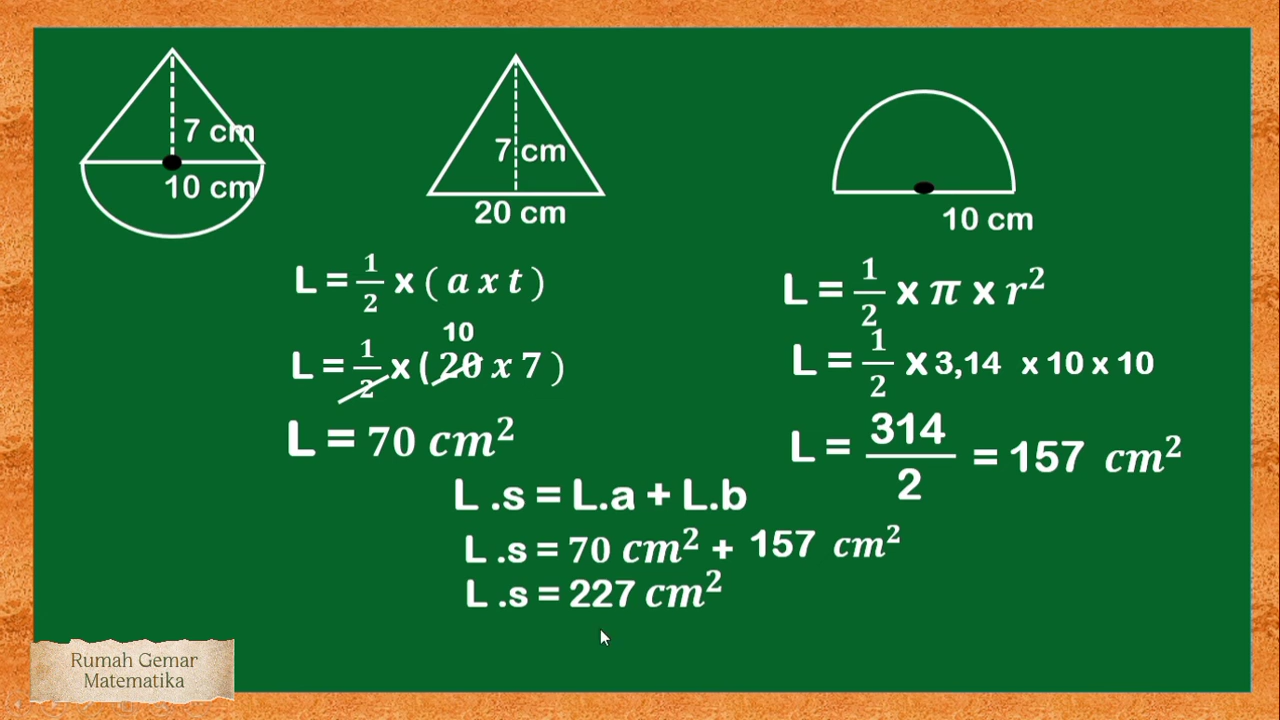 7 cm
10 cm
7 cm
20 cm
10 cm
L = 1/2 x ( a x t )
10
L = 1/2 x ( 20 x 7 )
L = 70 cm²
L = 1/2 x π x r²
L = 1/2 x 3,14 x 10 x 10
L = 314/2 = 157 cm²
L .s = L.a + L.b
L .s = 70 cm² + 157 cm²
L .s = 227 cm²
Rumah Gemar
Matematika